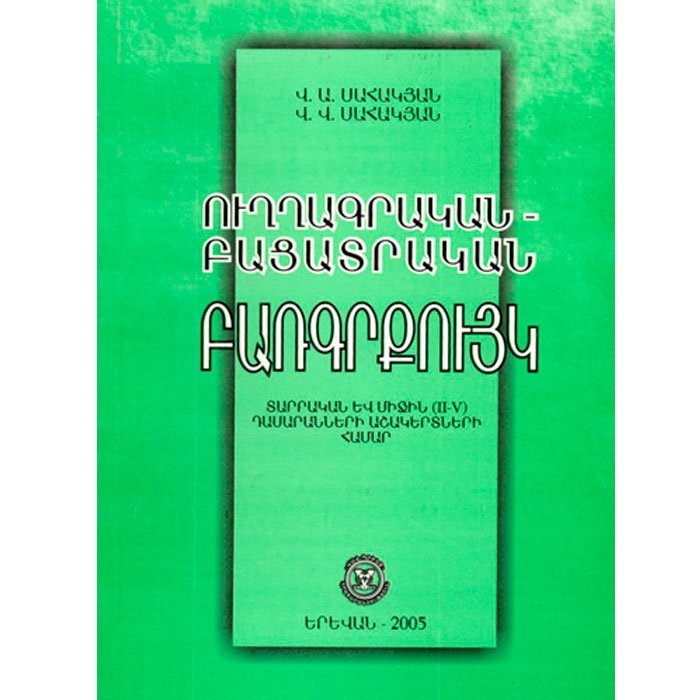 Վ. Ա. ՍԱՀԱԿՅԱՆ
Վ. Վ. ՍԱՀԱԿՅԱՆ
ՈՒՂՂԱԳՐԱԿԱՆ -
ԲԱՑԱՏՐԱԿԱՆ
ԲԱՌԳՐՔՈՒՅԿ
ՏԱՐՐԱԿԱՆ ԵՎ ՄԻՋԻՆ (II-V)
ԴԱՍԱՐԱՆՆԵՐԻ ԱՇԱԿԵՐՏՆԵՐԻ
ՀԱՄԱՐ
ԵՐԵՎԱՆ - 2005